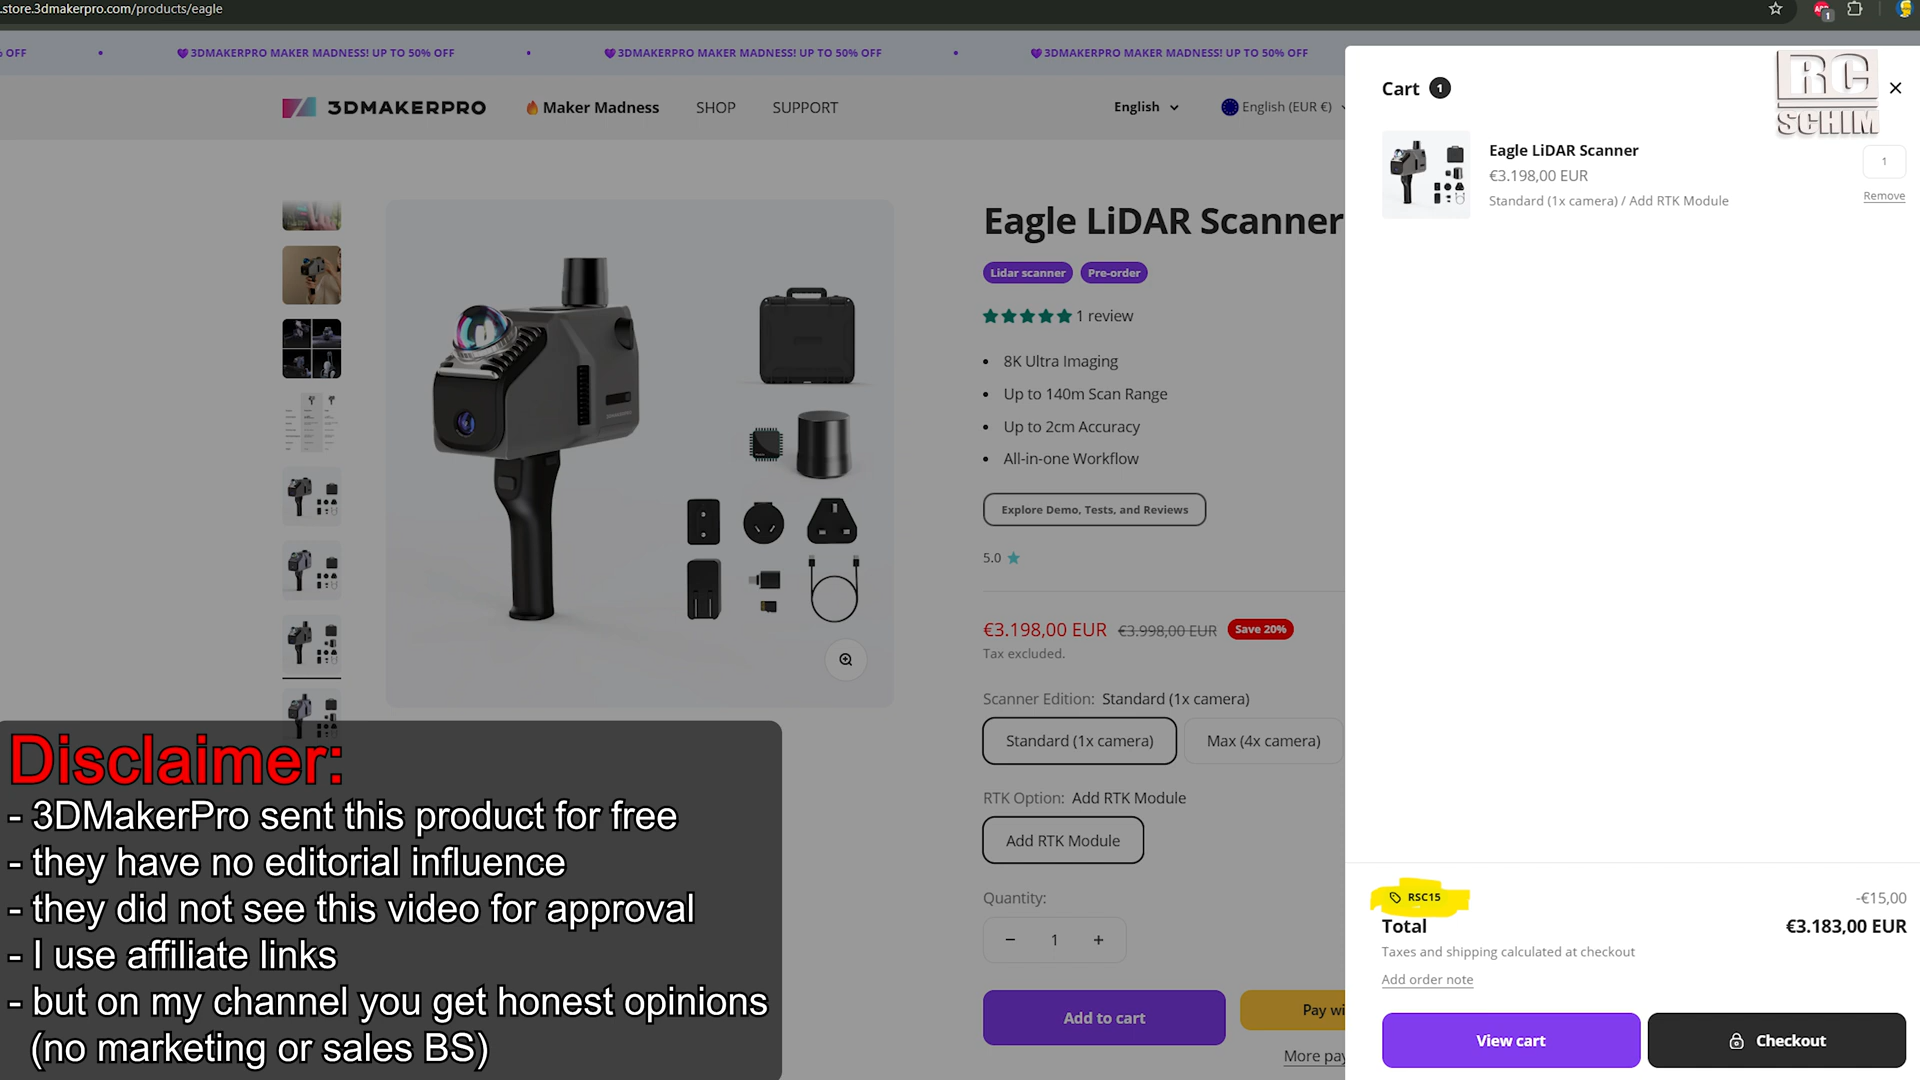 .store.3dmakerpro.com/products/eagle
1
OFF
3DMAKERPRO MAKER MADNESS! UP TO 50% OFF
3DMAKERPRO MAKER MADNESS! UP TO 50% OFF
3DMAKERPRO MAKER MADNESS! UP TO 50% OFF
3DMAKERPRO
Maker Madness
SHOP
SUPPORT
English
English (EUR €)
Eagle LiDAR Scanner
Lidar scanner
Pre-order
1 review
• 8K Ultra Imaging
• Up to 140m Scan Range
• Up to 2cm Accuracy
• All-in-one Workflow
Explore Demo, Tests, and Reviews
5.0
€3.198,00 EUR €3.998,00 EUR Save 20%
Tax excluded.
Scanner Edition: Standard (1x camera)
Standard (1x camera)
Max (4x camera)
RTK Option: Add RTK Module
Add RTK Module
Quantity:
− 1 +
Add to cart
Pay wi
More pay
Cart 1
RC
SCHIM
Eagle LiDAR Scanner
€3.198,00 EUR
Standard (1x camera) / Add RTK Module
1
Remove
RSC15
-€15,00
Total
€3.183,00 EUR
Taxes and shipping calculated at checkout
Add order note
View cart
Checkout
Disclaimer:
- 3DMakerPro sent this product for free
- they have no editorial influence
- they did not see this video for approval
- I use affiliate links
- but on my channel you get honest opinions
(no marketing or sales BS)